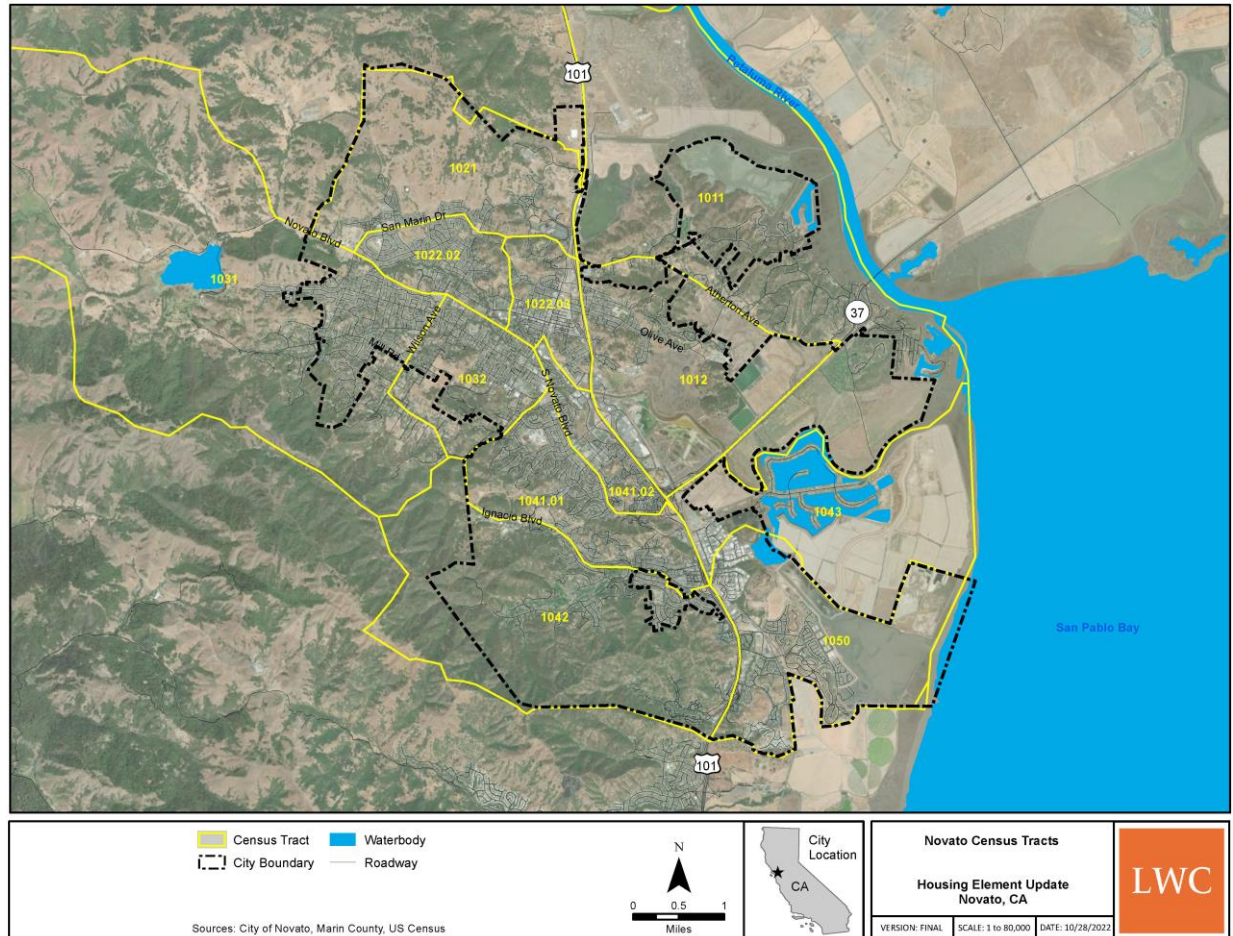 101
Petaluma River
1021
1011
San Marin Dr
Novato Blvd
1022.02
1031
1022.03
Atherton Ave
37
Wilson Ave
Olive Ave
Mill Rd
1012
1032
S Novato Blvd
1041.01
1041.02
Ignacio Blvd
1043
1042
1050
San Pablo Bay
101
Census Tract
Waterbody
City Boundary
Roadway
Sources: City of Novato, Marin County, US Census
N
0 0.5 1
Miles
City
Location
CA
Novato Census Tracts
Housing Element Update
Novato, CA
VERSION: FINAL
SCALE: 1 to 80,000
DATE: 10/28/2022
LWC